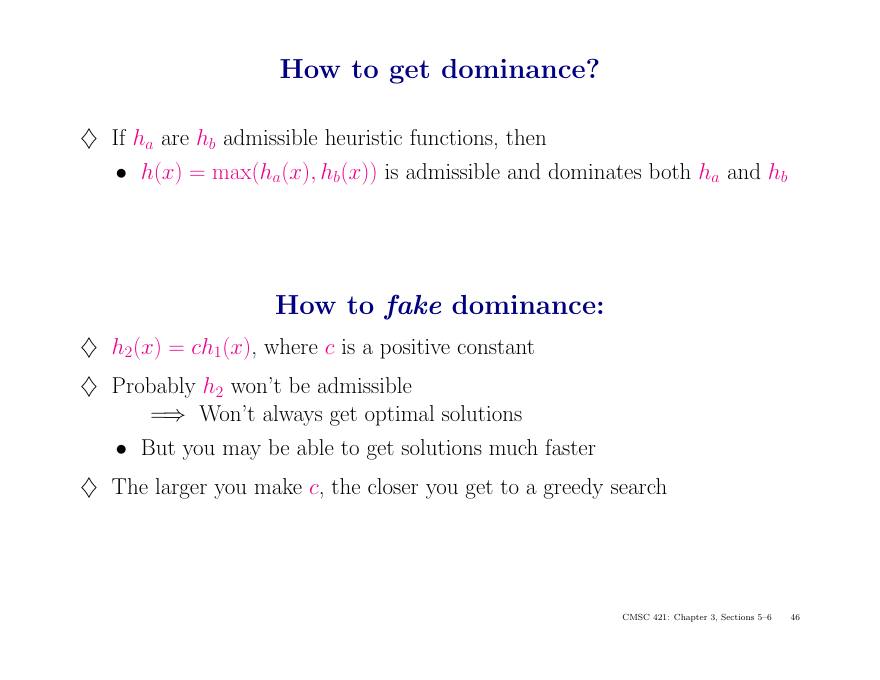 How to get dominance?
♢ If h_a are h_b admissible heuristic functions, then
• h(x) = max(h_a(x), h_b(x)) is admissible and dominates both h_a and h_b
How to fake dominance:
♢ h_2(x) = ch_1(x), where c is a positive constant
♢ Probably h_2 won't be admissible
⟹ Won't always get optimal solutions
• But you may be able to get solutions much faster
♢ The larger you make c, the closer you get to a greedy search
CMSC 421: Chapter 3, Sections 5–6 46